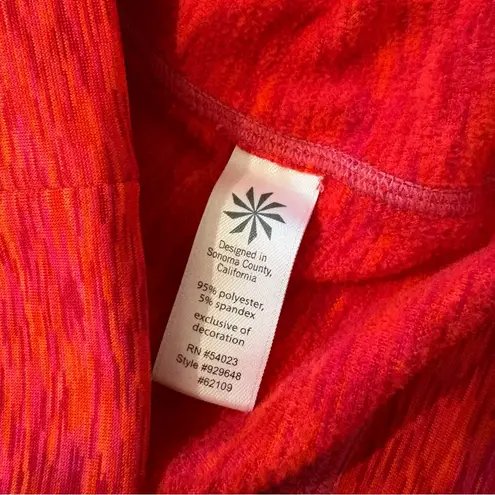 Designed in
Sonoma County,
California
95% polyester,
5% spandex
exclusive of
decoration
RN #54023
Style #929648
#62109